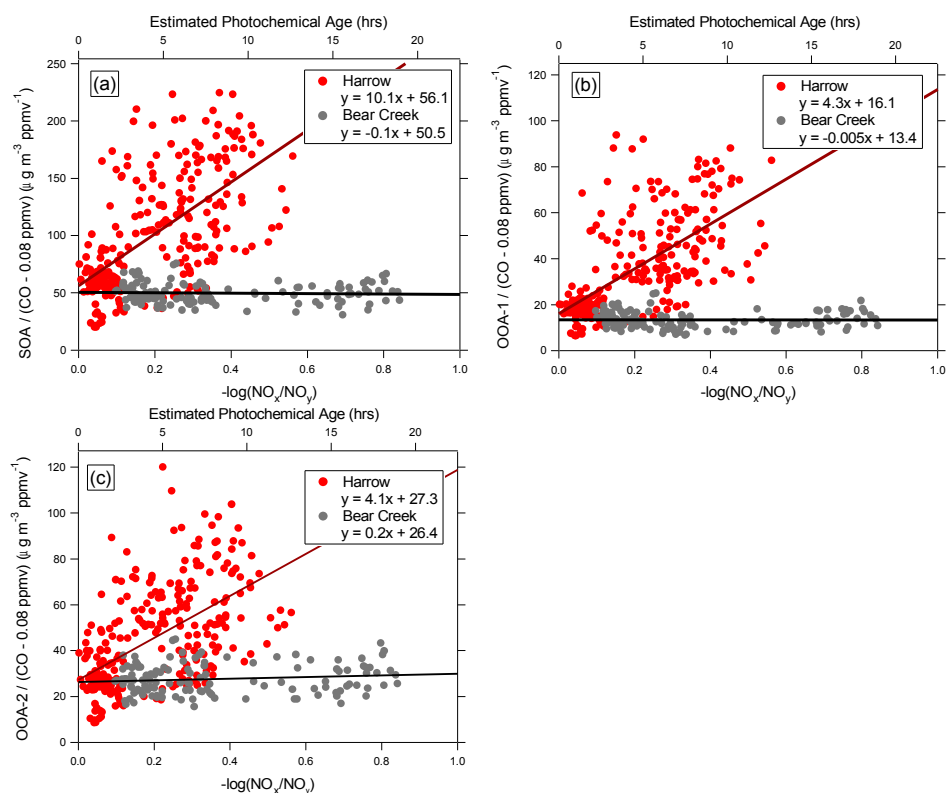 Estimated Photochemical Age (hrs)
0 5 10 15 20
250
200
150
100
50
0
SOA / (CO - 0.08 ppmv) (μ g m⁻³ ppmv⁻¹)
(a)
Harrow
y = 10.1x + 56.1
Bear Creek
y = -0.1x + 50.5
0.0 0.2 0.4 0.6 0.8 1.0
-log(NOₓ/NOᵧ)
Estimated Photochemical Age (hrs)
0 5 10 15 20
120
100
80
60
40
20
0
OOA-1 / (CO - 0.08 ppmv) (μ g m⁻³ ppmv⁻¹)
(b)
Harrow
y = 4.3x + 16.1
Bear Creek
y = -0.005x + 13.4
0.0 0.2 0.4 0.6 0.8 1.0
-log(NOₓ/NOᵧ)
Estimated Photochemical Age (hrs)
0 5 10 15 20
120
100
80
60
40
20
0
OOA-2 / (CO - 0.08 ppmv) (μ g m⁻³ ppmv⁻¹)
(c)
Harrow
y = 4.1x + 27.3
Bear Creek
y = 0.2x + 26.4
0.0 0.2 0.4 0.6 0.8 1.0
-log(NOₓ/NOᵧ)